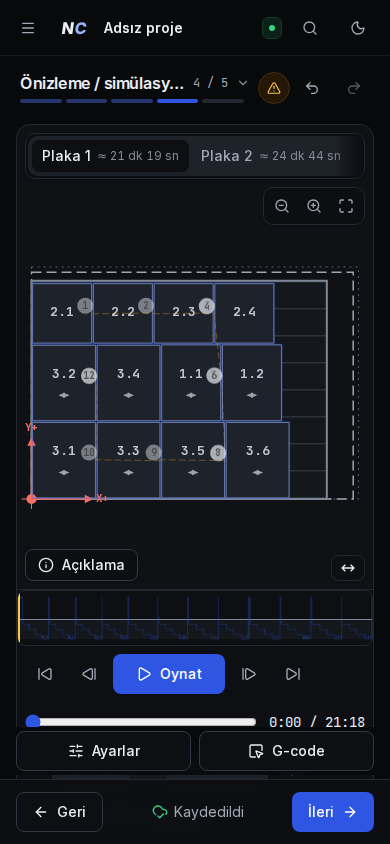 NC Adsız proje
Önizleme / simülasy... 4 / 5
Plaka 1 ≈ 21 dk 19 sn Plaka 2 ≈ 24 dk 44 sn
2.1 1 2.2 2 2.3 4 2.4
3.2 12 3.4 1.1 6 1.2
3.1 10 3.3 9 3.5 8 3.6
Y+
X+
Açıklama
Oynat
0:00 / 21:18
Ayarlar G-code
Geri Kaydedildi İleri